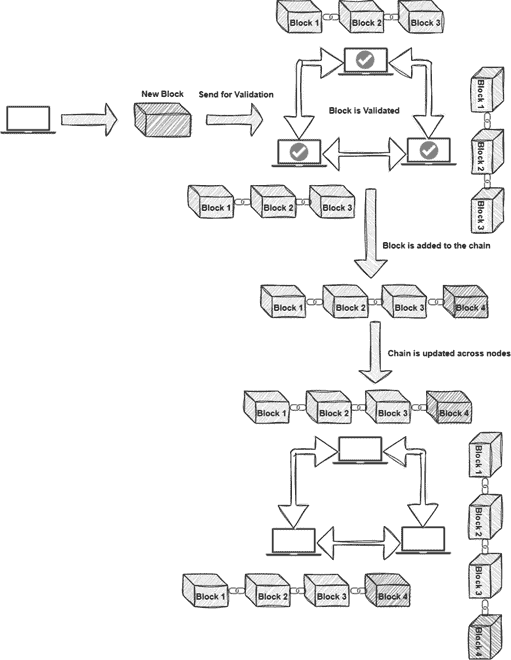 Block 1 Block 2 Block 3
New Block
Send for Validation
Block is Validated
Block 1
Block 2
Block 3
Block 1 Block 2 Block 3
Block is added to the chain
Block 1 Block 2 Block 3 Block 4
Chain is updated across nodes
Block 1 Block 2 Block 3 Block 4
Block 1
Block 2
Block 3
Block 4
Block 1 Block 2 Block 3 Block 4